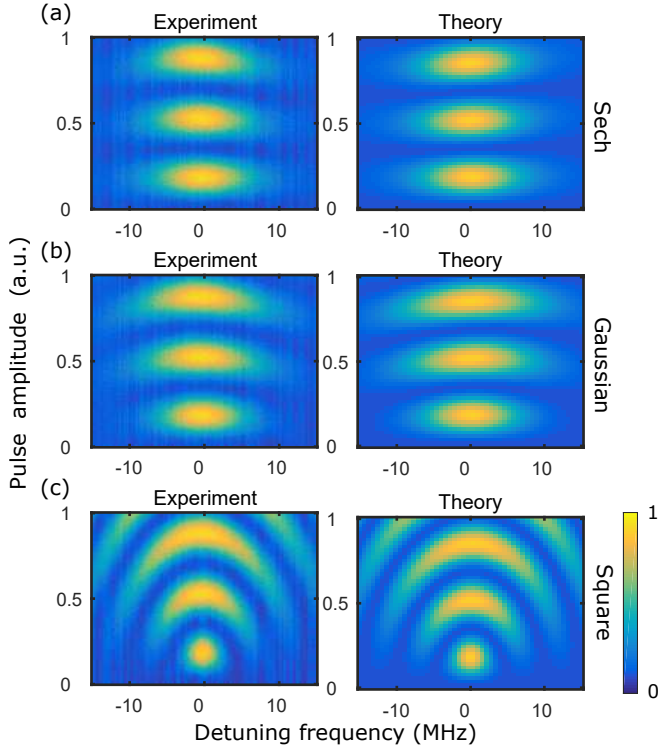 (a)
Experiment Theory
1 1
0.5 0.5
0 0
-10 0 10 -10 0 10
Sech
(b)
Experiment Theory
1 1
0.5 0.5
0 0
-10 0 10 -10 0 10
Gaussian
Pulse amplitude (a.u.)
(c)
Experiment Theory
1 1
0.5 0.5
0 0
-10 0 10 -10 0 10
Square
1
0
Detuning frequency (MHz)